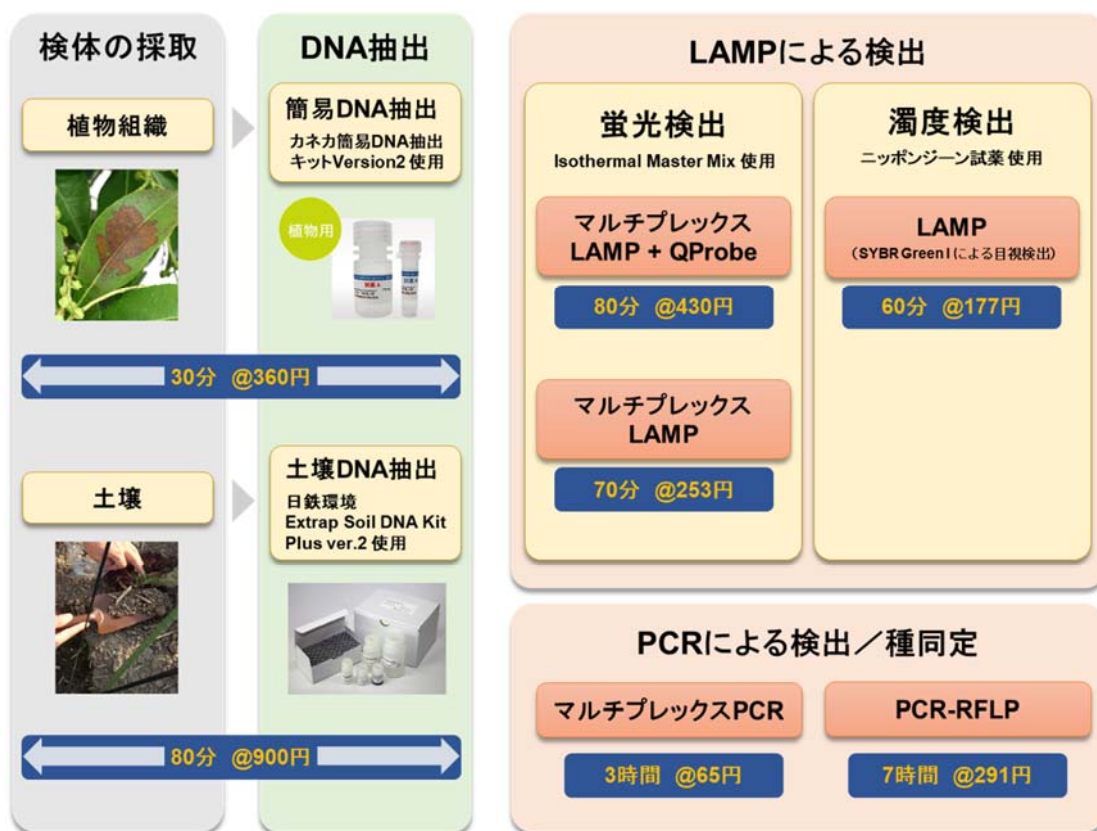 検体の採取
植物組織
30分 @360円
土壌
80分 @900円
DNA抽出
簡易DNA抽出
カネカ簡易DNA抽出
キットVersion2 使用
植物用
土壌DNA抽出
日鉄環境
Extrap Soil DNA Kit
Plus ver.2 使用
LAMPによる検出
蛍光検出
Isothermal Master Mix 使用
マルチプレックス
LAMP + QProbe
80分 @430円
マルチプレックス
LAMP
70分 @253円
濁度検出
ニッポンジーン試薬 使用
LAMP
（SYBR Green I による目視検出）
60分 @177円
PCRによる検出／種同定
マルチプレックスPCR
3時間 @65円
PCR-RFLP
7時間 @291円